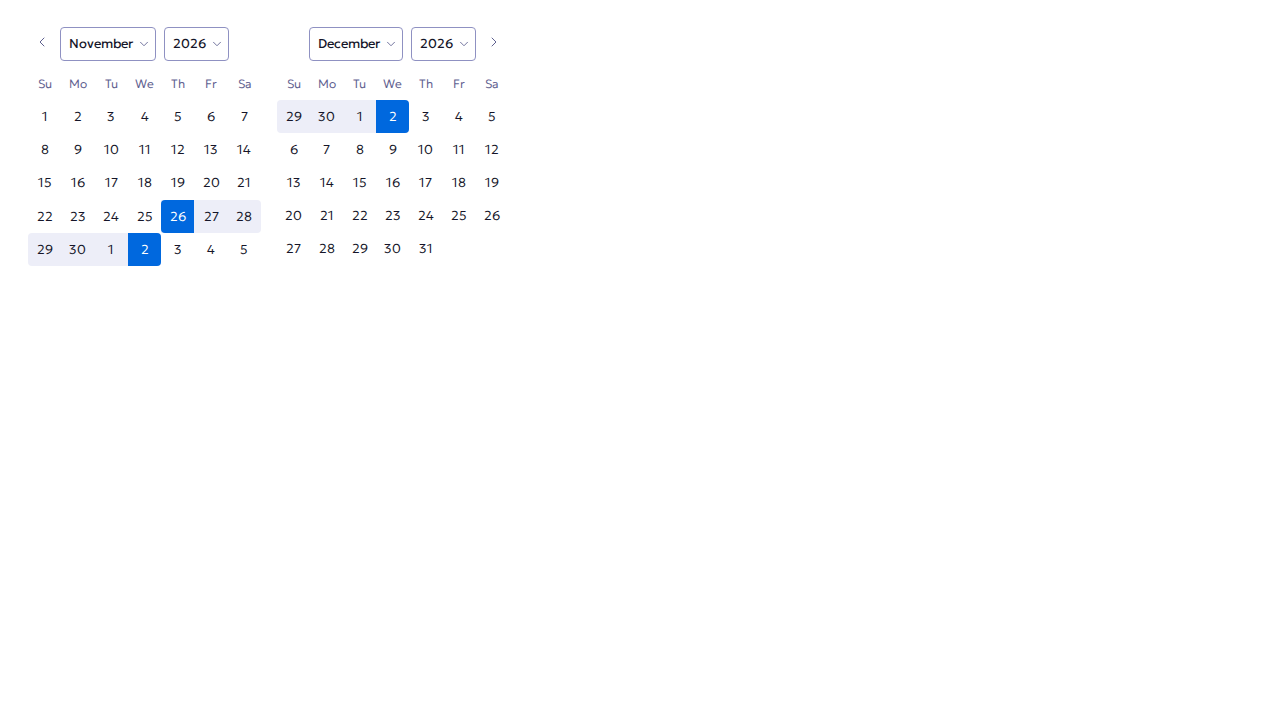 November 2026
Su Mo Tu We Th Fr Sa
1 2 3 4 5 6 7
8 9 10 11 12 13 14
15 16 17 18 19 20 21
22 23 24 25 26 27 28
29 30 1 2 3 4 5
December 2026
Su Mo Tu We Th Fr Sa
29 30 1 2 3 4 5
6 7 8 9 10 11 12
13 14 15 16 17 18 19
20 21 22 23 24 25 26
27 28 29 30 31